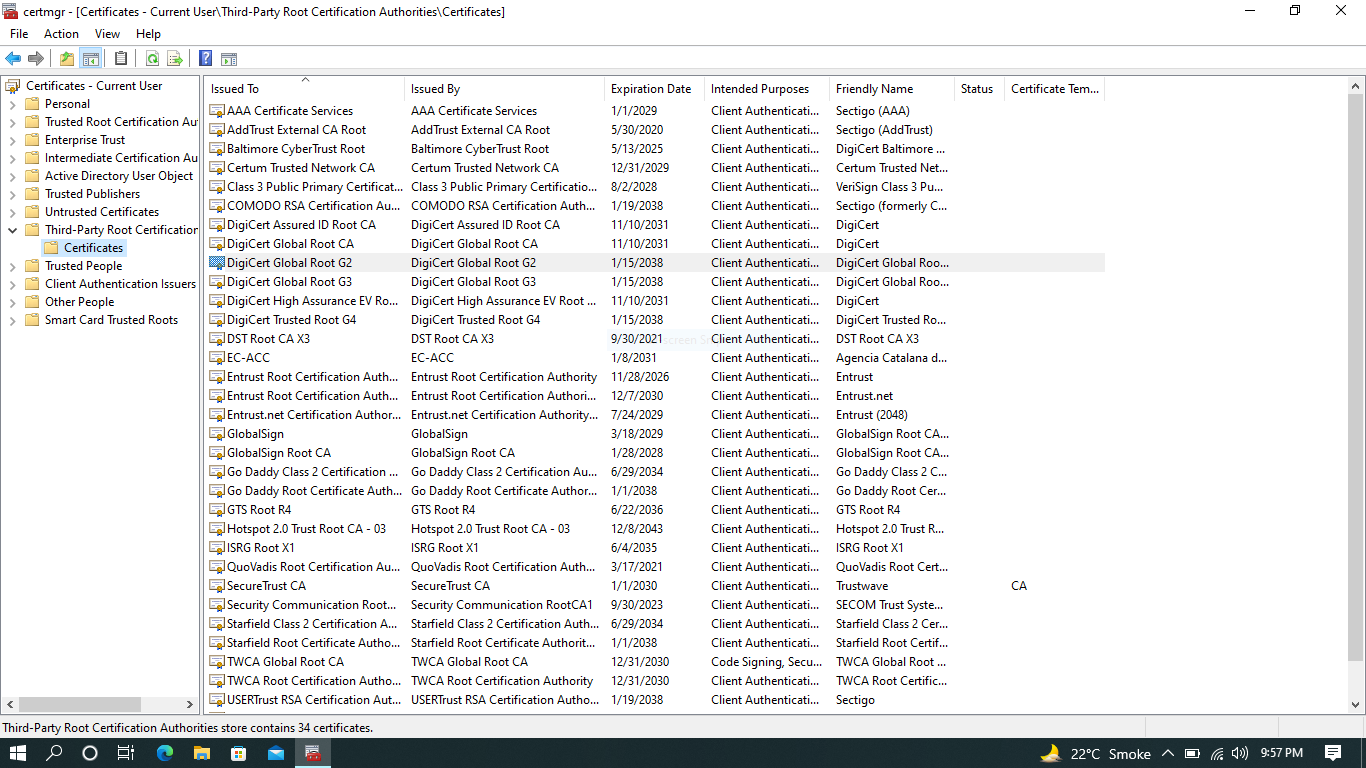 certmgr - [Certificates - Current User\Third-Party Root Certification Authorities\Certificates]
File Action View Help
Certificates - Current User
Personal
Trusted Root Certification Au
Enterprise Trust
Intermediate Certification Au
Active Directory User Object
Trusted Publishers
Untrusted Certificates
Third-Party Root Certification
Certificates
Trusted People
Client Authentication Issuers
Other People
Smart Card Trusted Roots
Issued To Issued By Expiration Date Intended Purposes Friendly Name Status Certificate Tem...
AAA Certificate Services AAA Certificate Services 1/1/2029 Client Authenticati... Sectigo (AAA)
AddTrust External CA Root AddTrust External CA Root 5/30/2020 Client Authenticati... Sectigo (AddTrust)
Baltimore CyberTrust Root Baltimore CyberTrust Root 5/13/2025 Client Authenticati... DigiCert Baltimore ...
Certum Trusted Network CA Certum Trusted Network CA 12/31/2029 Client Authenticati... Certum Trusted Net...
Class 3 Public Primary Certificat... Class 3 Public Primary Certificatio... 8/2/2028 Client Authenticati... VeriSign Class 3 Pu...
COMODO RSA Certification Au... COMODO RSA Certification Auth... 1/19/2038 Client Authenticati... Sectigo (formerly C...
DigiCert Assured ID Root CA DigiCert Assured ID Root CA 11/10/2031 Client Authenticati... DigiCert
DigiCert Global Root CA DigiCert Global Root CA 11/10/2031 Client Authenticati... DigiCert
DigiCert Global Root G2 DigiCert Global Root G2 1/15/2038 Client Authenticati... DigiCert Global Roo...
DigiCert Global Root G3 DigiCert Global Root G3 1/15/2038 Client Authenticati... DigiCert Global Roo...
DigiCert High Assurance EV Ro... DigiCert High Assurance EV Root ... 11/10/2031 Client Authenticati... DigiCert
DigiCert Trusted Root G4 DigiCert Trusted Root G4 1/15/2038 Client Authenticati... DigiCert Trusted Ro...
DST Root CA X3 DST Root CA X3 9/30/2021 Client Authenticati... DST Root CA X3
EC-ACC EC-ACC 1/8/2031 Client Authenticati... Agencia Catalana d...
Entrust Root Certification Auth... Entrust Root Certification Authority 11/28/2026 Client Authenticati... Entrust
Entrust Root Certification Auth... Entrust Root Certification Authori... 12/7/2030 Client Authenticati... Entrust.net
Entrust.net Certification Author... Entrust.net Certification Authority... 7/24/2029 Client Authenticati... Entrust (2048)
GlobalSign GlobalSign 3/18/2029 Client Authenticati... GlobalSign Root CA...
GlobalSign Root CA GlobalSign Root CA 1/28/2028 Client Authenticati... GlobalSign Root CA...
Go Daddy Class 2 Certification ... Go Daddy Class 2 Certification Au... 6/29/2034 Client Authenticati... Go Daddy Class 2 C...
Go Daddy Root Certificate Auth... Go Daddy Root Certificate Author... 1/1/2038 Client Authenticati... Go Daddy Root Cer...
GTS Root R4 GTS Root R4 6/22/2036 Client Authenticati... GTS Root R4
Hotspot 2.0 Trust Root CA - 03 Hotspot 2.0 Trust Root CA - 03 12/8/2043 Client Authenticati... Hotspot 2.0 Trust R...
ISRG Root X1 ISRG Root X1 6/4/2035 Client Authenticati... ISRG Root X1
QuoVadis Root Certification Au... QuoVadis Root Certification Auth... 3/17/2021 Client Authenticati... QuoVadis Root Cert...
SecureTrust CA SecureTrust CA 1/1/2030 Client Authenticati... Trustwave CA
Security Communication Root... Security Communication RootCA1 9/30/2023 Client Authenticati... SECOM Trust Syste...
Starfield Class 2 Certification A... Starfield Class 2 Certification Auth... 6/29/2034 Client Authenticati... Starfield Class 2 Cer...
Starfield Root Certificate Autho... Starfield Root Certificate Authorit... 1/1/2038 Client Authenticati... Starfield Root Certif...
TWCA Global Root CA TWCA Global Root CA 12/31/2030 Code Signing, Secu... TWCA Global Root ...
TWCA Root Certification Autho... TWCA Root Certification Authority 12/31/2030 Client Authenticati... TWCA Root Certific...
USERTrust RSA Certification Aut... USERTrust RSA Certification Autho... 1/19/2038 Client Authenticati... Sectigo
Third-Party Root Certification Authorities store contains 34 certificates.
22°C Smoke 9:57 PM